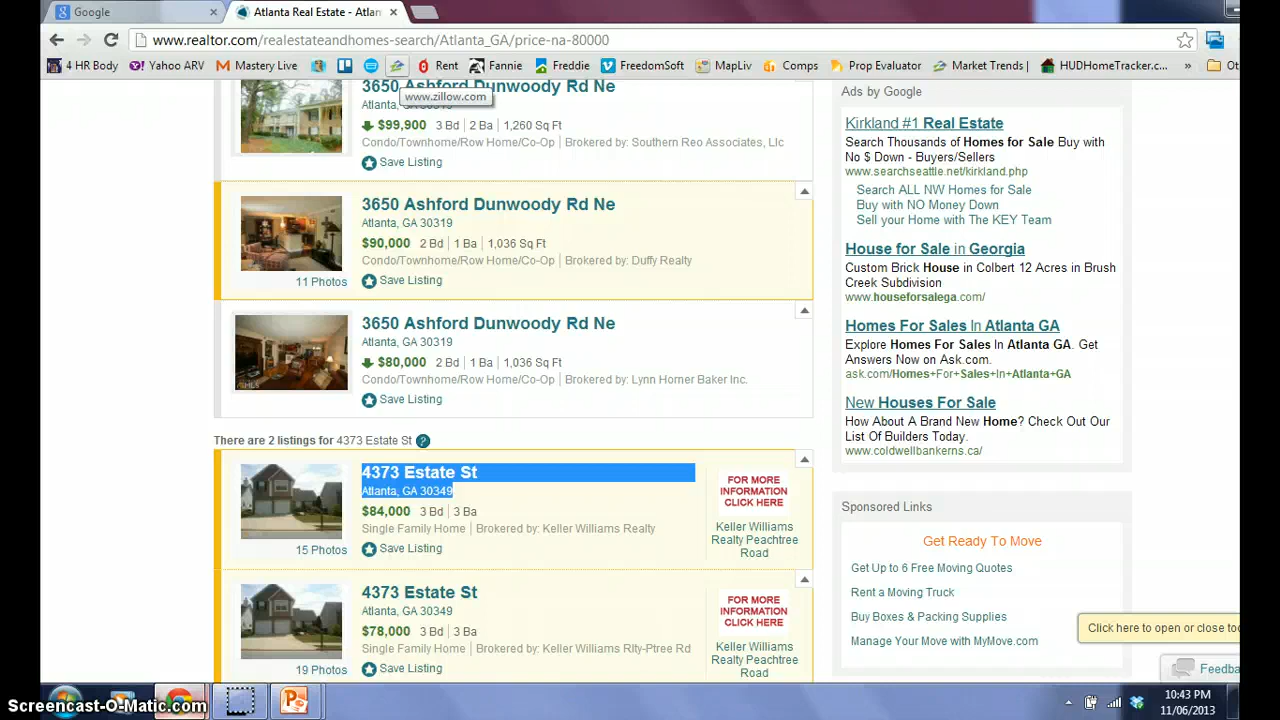 Google
Atlanta Real Estate - Atlan
www.realtor.com/realestateandhomes-search/Atlanta_GA/price-na-80000
4 HR Body
Yahoo ARV
Mastery Live
Rent
Fannie
Freddie
FreedomSoft
MapLiv
Comps
Prop Evaluator
Market Trends
HUDHomeTracker.c...
»
Ot
www.zillow.com
3650 Ashford Dunwoody Rd Ne
Atlanta,
$99,900 3 Bd 2 Ba 1,260 Sq Ft
Condo/Townhome/Row Home/Co-Op Brokered by: Southern Reo Associates, Llc
Save Listing
3650 Ashford Dunwoody Rd Ne
Atlanta, GA 30319
$90,000 2 Bd 1 Ba 1,036 Sq Ft
Condo/Townhome/Row Home/Co-Op Brokered by: Duffy Realty
11 Photos
Save Listing
3650 Ashford Dunwoody Rd Ne
Atlanta, GA 30319
$80,000 2 Bd 1 Ba 1,036 Sq Ft
Condo/Townhome/Row Home/Co-Op Brokered by: Lynn Horner Baker Inc.
Save Listing
There are 2 listings for 4373 Estate St ?
4373 Estate St
Atlanta, GA 30349
$84,000 3 Bd 3 Ba
Single Family Home Brokered by: Keller Williams Realty
15 Photos
Save Listing
FOR MORE
INFORMATION
CLICK HERE
Keller Williams
Realty Peachtree
Road
4373 Estate St
Atlanta, GA 30349
$78,000 3 Bd 3 Ba
Single Family Home Brokered by: Keller Williams Rlty-Ptree Rd
19 Photos
Save Listing
FOR MORE
INFORMATION
CLICK HERE
Keller Williams
Realty Peachtree
Road
Ads by Google
Kirkland #1 Real Estate
Search Thousands of Homes for Sale Buy with
No $ Down - Buyers/Sellers
www.searchseattle.net/kirkland.php
Search ALL NW Homes for Sale
Buy with NO Money Down
Sell your Home with The KEY Team
House for Sale in Georgia
Custom Brick House in Colbert 12 Acres in Brush
Creek Subdivision
www.houseforsalega.com/
Homes For Sales In Atlanta GA
Explore Homes For Sales In Atlanta GA. Get
Answers Now on Ask.com.
ask.com/Homes+For+Sales+In+Atlanta+GA
New Houses For Sale
How About A Brand New Home? Check Out Our
List Of Builders Today.
www.coldwellbankerns.ca/
Sponsored Links
Get Ready To Move
Get Up to 6 Free Moving Quotes
Rent a Moving Truck
Buy Boxes & Packing Supplies
Manage Your Move with MyMove.com
Click here to open or close too
Feedba
Screencast-O-Matic.com
10:43 PM
11/06/2013